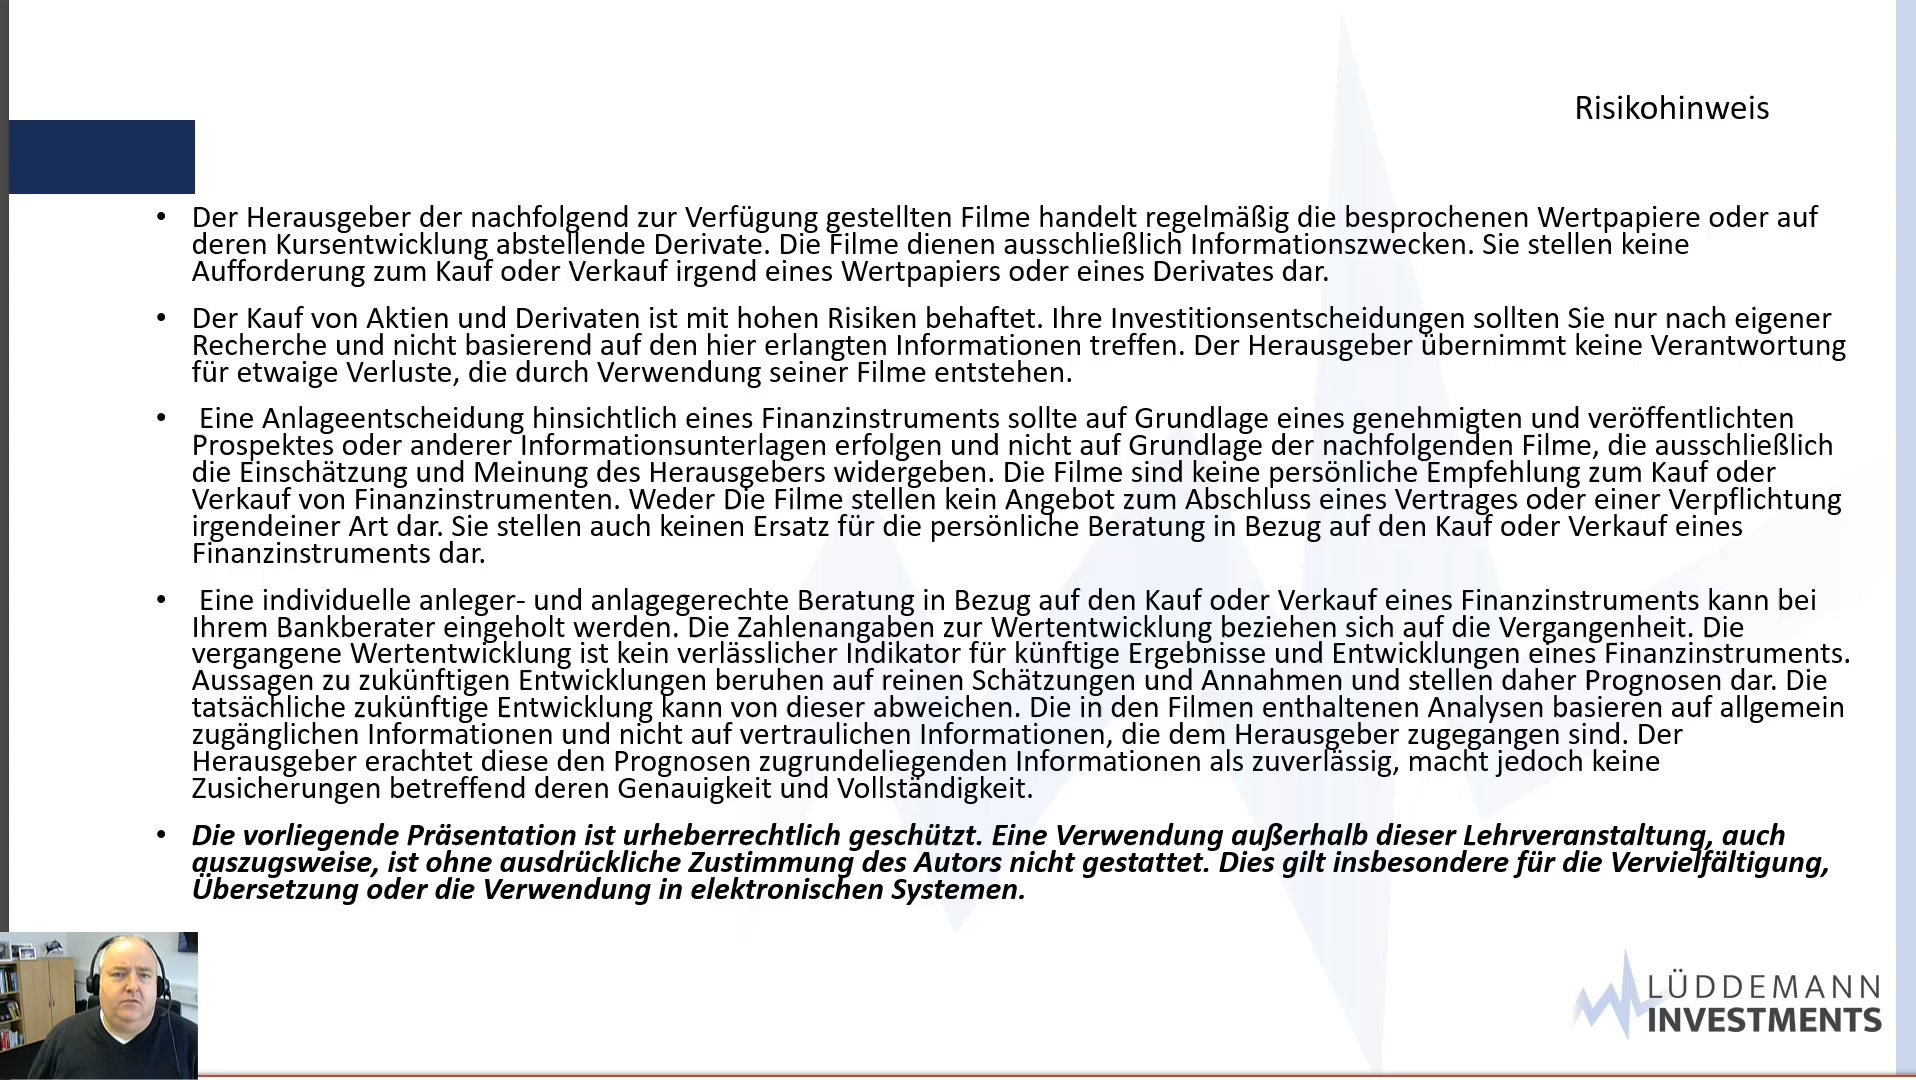 Risikohinweis
• Der Herausgeber der nachfolgend zur Verfügung gestellten Filme handelt regelmäßig die besprochenen Wertpapiere oder auf
deren Kursentwicklung abstellende Derivate. Die Filme dienen ausschließlich Informationszwecken. Sie stellen keine
Aufforderung zum Kauf oder Verkauf irgend eines Wertpapiers oder eines Derivates dar.
• Der Kauf von Aktien und Derivaten ist mit hohen Risiken behaftet. Ihre Investitionsentscheidungen sollten Sie nur nach eigener
Recherche und nicht basierend auf den hier erlangten Informationen treffen. Der Herausgeber übernimmt keine Verantwortung
für etwaige Verluste, die durch Verwendung seiner Filme entstehen.
• Eine Anlageentscheidung hinsichtlich eines Finanzinstruments sollte auf Grundlage eines genehmigten und veröffentlichten
Prospektes oder anderer Informationsunterlagen erfolgen und nicht auf Grundlage der nachfolgenden Filme, die ausschließlich
die Einschätzung und Meinung des Herausgebers widergeben. Die Filme sind keine persönliche Empfehlung zum Kauf oder
Verkauf von Finanzinstrumenten. Weder Die Filme stellen kein Angebot zum Abschluss eines Vertrages oder einer Verpflichtung
irgendeiner Art dar. Sie stellen auch keinen Ersatz für die persönliche Beratung in Bezug auf den Kauf oder Verkauf eines
Finanzinstruments dar.
• Eine individuelle anleger- und anlagegerechte Beratung in Bezug auf den Kauf oder Verkauf eines Finanzinstruments kann bei
Ihrem Bankberater eingeholt werden. Die Zahlenangaben zur Wertentwicklung beziehen sich auf die Vergangenheit. Die
vergangene Wertentwicklung ist kein verlässlicher Indikator für künftige Ergebnisse und Entwicklungen eines Finanzinstruments.
Aussagen zu zukünftigen Entwicklungen beruhen auf reinen Schätzungen und Annahmen und stellen daher Prognosen dar. Die
tatsächliche zukünftige Entwicklung kann von dieser abweichen. Die in den Filmen enthaltenen Analysen basieren auf allgemein
zugänglichen Informationen und nicht auf vertraulichen Informationen, die dem Herausgeber zugegangen sind. Der
Herausgeber erachtet diese den Prognosen zugrundeliegenden Informationen als zuverlässig, macht jedoch keine
Zusicherungen betreffend deren Genauigkeit und Vollständigkeit.
• Die vorliegende Präsentation ist urheberrechtlich geschützt. Eine Verwendung außerhalb dieser Lehrveranstaltung, auch
auszugsweise, ist ohne ausdrückliche Zustimmung des Autors nicht gestattet. Dies gilt insbesondere für die Vervielfältigung,
Übersetzung oder die Verwendung in elektronischen Systemen.
LÜDDEMANN
INVESTMENTS